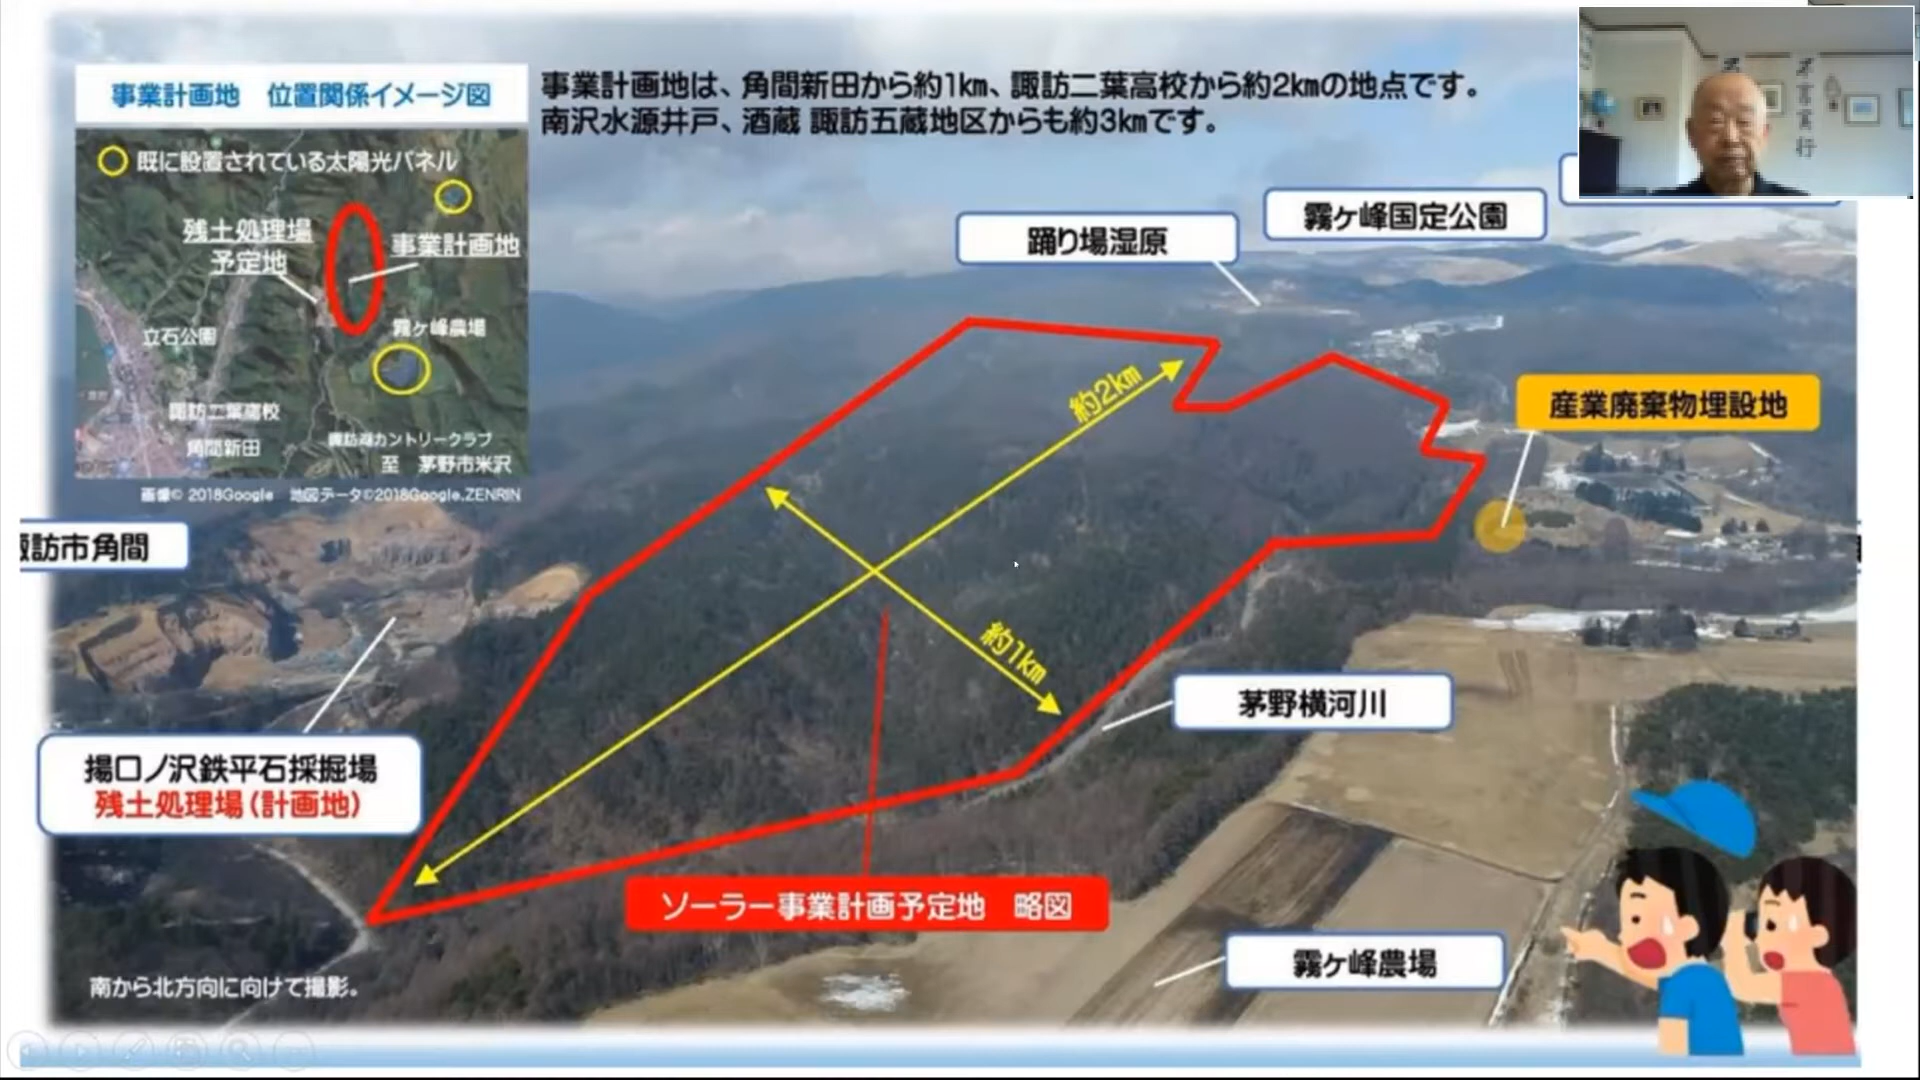 事業計画地　位置関係イメージ図
既に設置されている太陽光パネル
残土処理場
予定地
事業計画地
霧ヶ峰農場
立石公園
諏訪二葉高校
角間新田
諏訪湖カントリークラブ
至　茅野市米沢
画像© 2018Google　地図データ©2018Google,ZENRIN
事業計画地は、角間新田から約1km、諏訪二葉高校から約2kmの地点です。
南沢水源井戸、酒蔵 諏訪五蔵地区からも約3kmです。
言
行
踊り場湿原
霧ヶ峰国定公園
産業廃棄物埋設地
約2km
約1km
訪市角間
茅野横河川
揚口ノ沢鉄平石採掘場
残土処理場（計画地）
ソーラー事業計画予定地　略図
霧ヶ峰農場
南から北方向に向けて撮影。